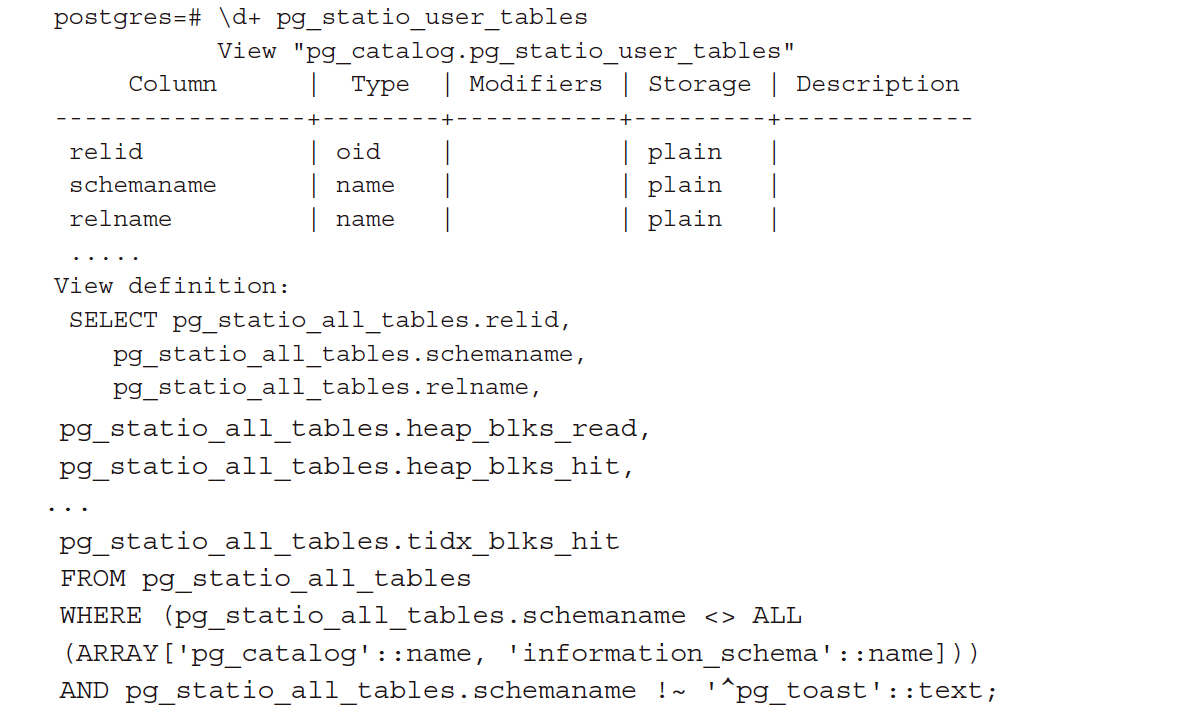 postgres=# \d+ pg_statio_user_tables
           View "pg_catalog.pg_statio_user_tables"
     Column      |  Type  | Modifiers | Storage | Description
-----------------+--------+-----------+---------+-------------
 relid           | oid    |           | plain   |
 schemaname      | name   |           | plain   |
 relname         | name   |           | plain   |
 .....
View definition:
 SELECT pg_statio_all_tables.relid,
    pg_statio_all_tables.schemaname,
    pg_statio_all_tables.relname,
pg_statio_all_tables.heap_blks_read,
pg_statio_all_tables.heap_blks_hit,
...
pg_statio_all_tables.tidx_blks_hit
FROM pg_statio_all_tables
WHERE (pg_statio_all_tables.schemaname <> ALL
(ARRAY['pg_catalog'::name, 'information_schema'::name]))
AND pg_statio_all_tables.schemaname !~ '^pg_toast'::text;